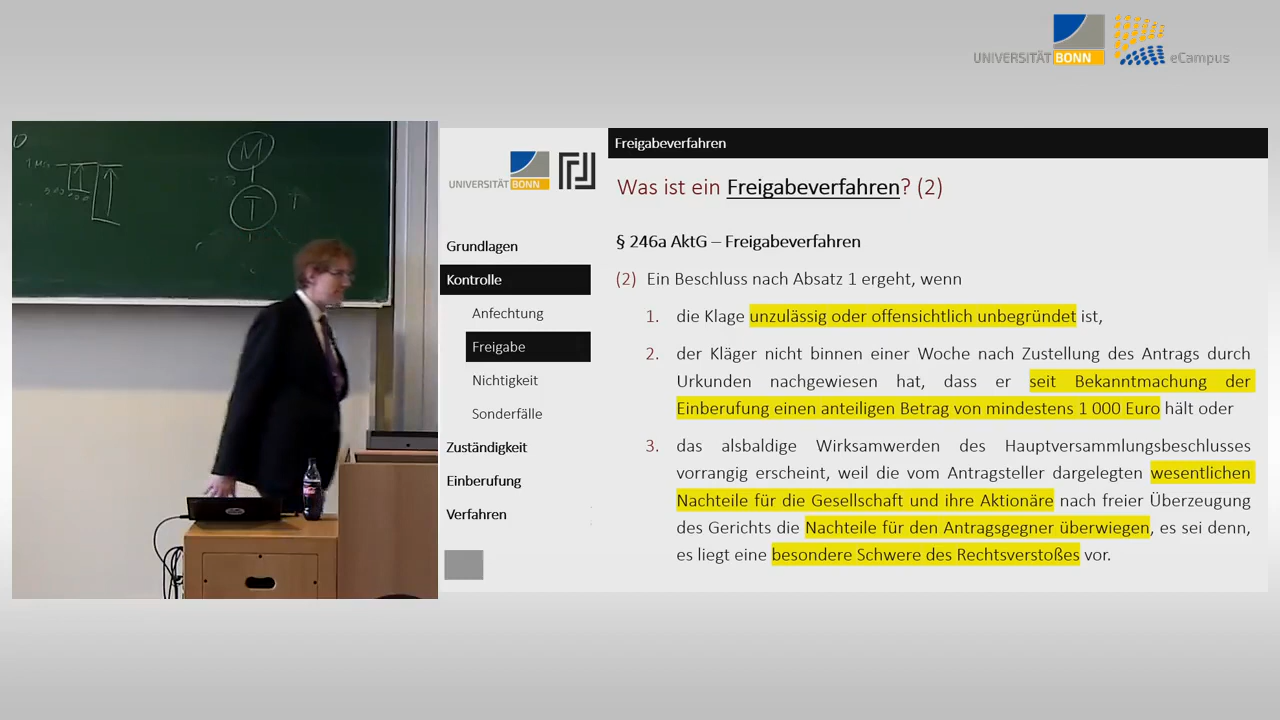 UNIVERSITÄT BONN
eCampus
M
T
UNIVERSITÄT BONN
Grundlagen
Kontrolle
Anfechtung
Freigabe
Nichtigkeit
Sonderfälle
Zuständigkeit
Einberufung
Verfahren
Freigabeverfahren
Was ist ein Freigabeverfahren? (2)
§ 246a AktG – Freigabeverfahren
(2) Ein Beschluss nach Absatz 1 ergeht, wenn
1. die Klage unzulässig oder offensichtlich unbegründet ist,
2. der Kläger nicht binnen einer Woche nach Zustellung des Antrags durch
Urkunden nachgewiesen hat, dass er seit Bekanntmachung der
Einberufung einen anteiligen Betrag von mindestens 1 000 Euro hält oder
3. das alsbaldige Wirksamwerden des Hauptversammlungsbeschlusses
vorrangig erscheint, weil die vom Antragsteller dargelegten wesentlichen
Nachteile für die Gesellschaft und ihre Aktionäre nach freier Überzeugung
des Gerichts die Nachteile für den Antragsgegner überwiegen, es sei denn,
es liegt eine besondere Schwere des Rechtsverstoßes vor.